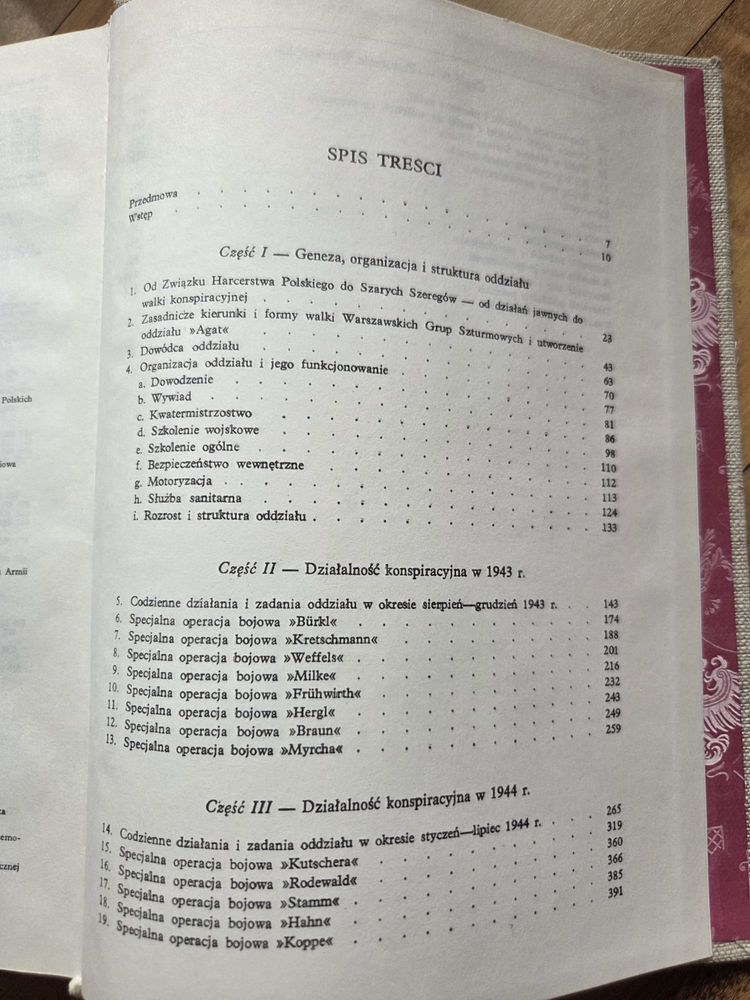 Polskich
iowa
Armii
emo-
cznej
SPIS TREŚCI
Przedmowa . . . . . . . . . . . . . . 7
Wstęp . . . . . . . . . . . . . . 10
Część I — Geneza, organizacja i struktura oddziału
1. Od Związku Harcerstwa Polskiego do Szarych Szeregów — od działań jawnych do
walki konspiracyjnej . . . . . . . . . . . . 23
2. Zasadnicze kierunki i formy walki Warszawskich Grup Szturmowych i utworzenie
oddziału »Agat« . . . . . . . . . . . . 43
3. Dowódca oddziału . . . . . . . . . . . . 63
4. Organizacja oddziału i jego funkcjonowanie . . . . . . . . 70
a. Dowodzenie . . . . . . . . . . . . 77
b. Wywiad . . . . . . . . . . . . 81
c. Kwatermistrzostwo . . . . . . . . . . . . 86
d. Szkolenie wojskowe . . . . . . . . . . . . 98
e. Szkolenie ogólne . . . . . . . . . . . . 110
f. Bezpieczeństwo wewnętrzne . . . . . . . . . . 112
g. Motoryzacja . . . . . . . . . . . . 113
h. Służba sanitarna . . . . . . . . . . . . 124
i. Rozrost i struktura oddziału . . . . . . . . . . 133
Część II — Działalność konspiracyjna w 1943 r.
5. Codzienne działania i zadania oddziału w okresie sierpień—grudzień 1943 r. . . 143
6. Specjalna operacja bojowa »Bürkl« . . . . . . . . . 174
7. Specjalna operacja bojowa »Kretschmann« . . . . . . . . 188
8. Specjalna operacja bojowa »Weffels« . . . . . . . . . 201
9. Specjalna operacja bojowa »Milke« . . . . . . . . . 216
10. Specjalna operacja bojowa »Frühwirth« . . . . . . . . . 232
11. Specjalna operacja bojowa »Hergl« . . . . . . . . . 243
12. Specjalna operacja bojowa »Braun« . . . . . . . . . 249
13. Specjalna operacja bojowa »Myrcha« . . . . . . . . . 259
Część III — Działalność konspiracyjna w 1944 r.
14. Codzienne działania i zadania oddziału w okresie styczeń—lipiec 1944 r. . . . 265
15. Specjalna operacja bojowa »Kutschera« . . . . . . . . . 319
16. Specjalna operacja bojowa »Rodewald« . . . . . . . . . 360
17. Specjalna operacja bojowa »Stamm« . . . . . . . . . 366
18. Specjalna operacja bojowa »Hahn« . . . . . . . . . 385
19. Specjalna operacja bojowa »Koppe« . . . . . . . . . 391